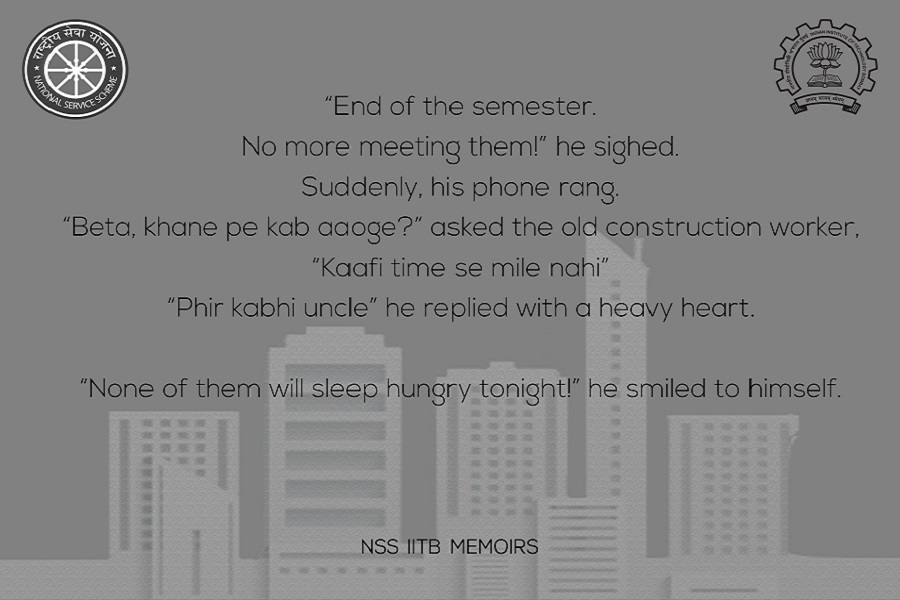 राष्ट्रीय सेवा योजना
NATIONAL SERVICE SCHEME
“End of the semester.
No more meeting them!” he sighed.
Suddenly, his phone rang.
“Beta, khane pe kab aaoge?” asked the old construction worker,
“Kaafi time se mile nahi”
“Phir kabhi uncle” he replied with a heavy heart.
“None of them will sleep hungry tonight!” he smiled to himself.
NSS IITB MEMOIRS